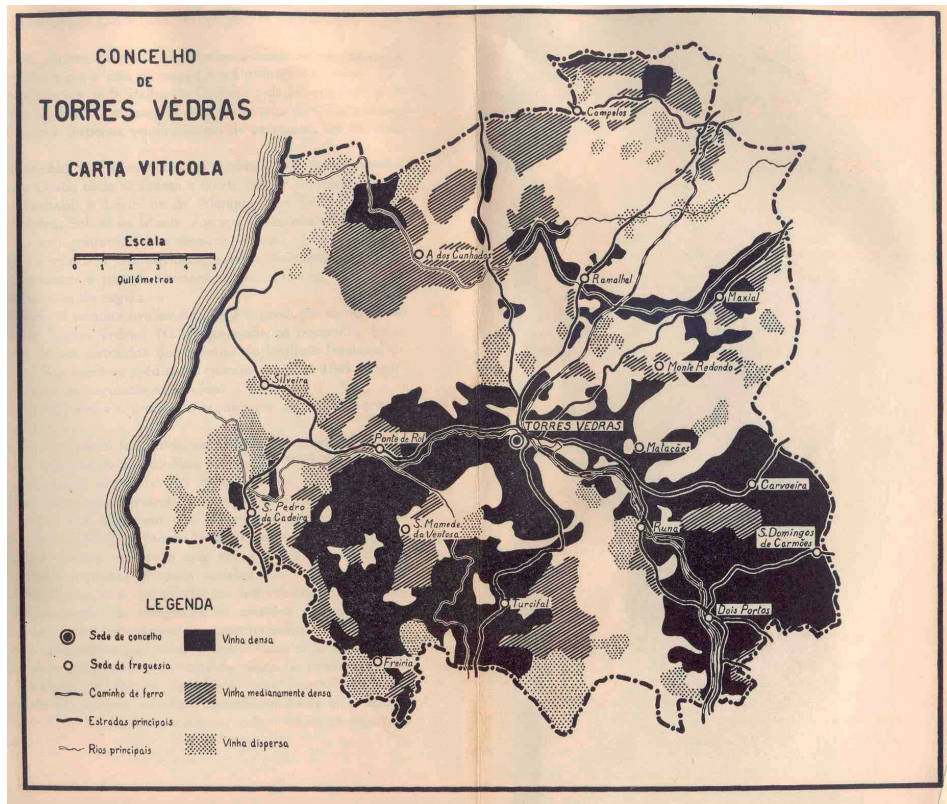 CONCELHO
DE
TORRES VEDRAS
CARTA VITICOLA
Escala
0 1 2 3 4 5
Quilómetros
Campelos
A dos Cunhados
Ramalhal
Maxial
Monte Redondo
Silveira
TORRES VEDRAS
Ponte de Rol
Matacães
Carvoeira
S. Pedro
da Cadeira
S. Mamede
da Ventosa
Runa
S. Domingos
de Carmões
Turcifal
Dois Portos
Freiria
LEGENDA
Sede de concelho
Vinha densa
Sede de freguesia
Caminho de ferro
Vinha medianamente densa
Estradas principais
Rios principais
Vinha dispersa